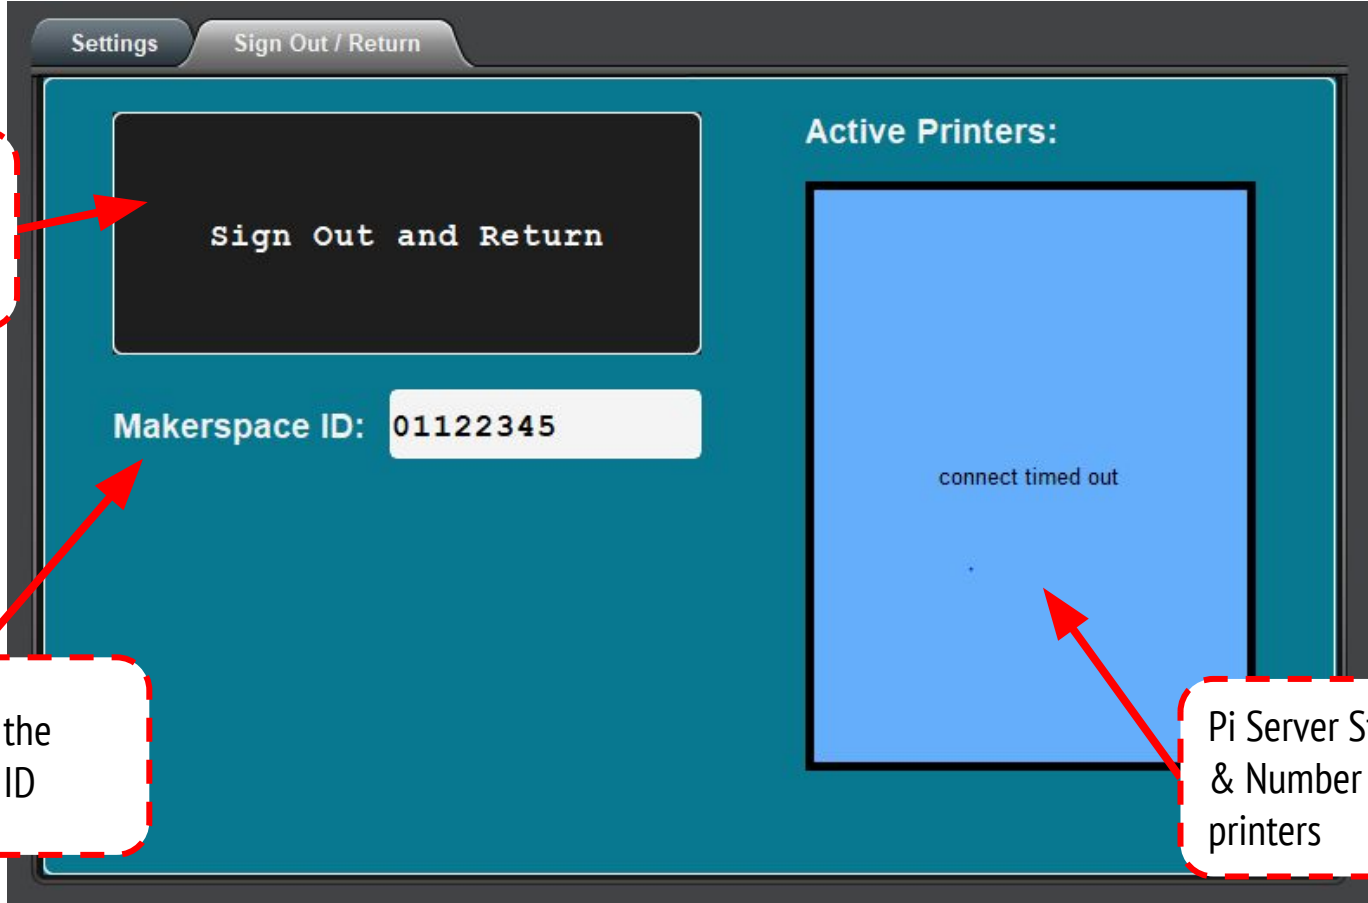 Settings
Sign Out / Return
Sign Out and Return
Active Printers:
Makerspace ID: 01122345
connect timed out
the
ID
Pi Server
& Number
printers